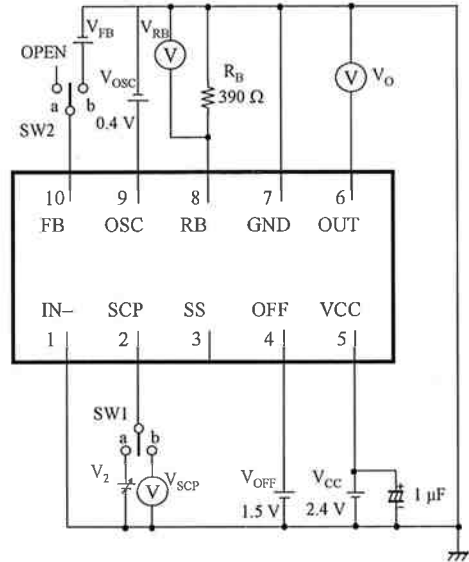 V_FB
V_RB
V
OPEN
V_OSC
R_B
V
V_O
a
b
390 Ω
SW2
0.4 V
10
9
8
7
6
FB
OSC
RB
GND
OUT
IN–
SCP
SS
OFF
VCC
1
2
3
4
5
SW1
a
b
V_2
V
V_SCP
V_OFF
V_CC
+
1 μF
1.5 V
2.4 V